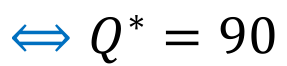 ⟺ Q* = 90